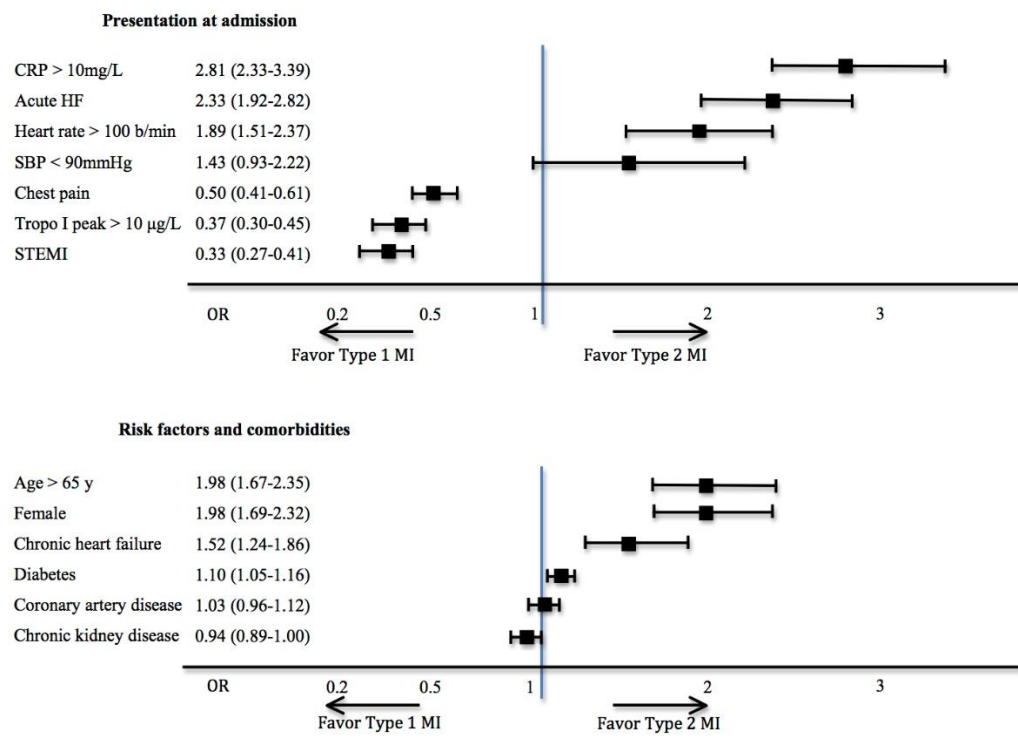 Presentation at admission
CRP > 10mg/L 2.81 (2.33-3.39)
Acute HF 2.33 (1.92-2.82)
Heart rate > 100 b/min 1.89 (1.51-2.37)
SBP < 90mmHg 1.43 (0.93-2.22)
Chest pain 0.50 (0.41-0.61)
Tropo I peak > 10 µg/L 0.37 (0.30-0.45)
STEMI 0.33 (0.27-0.41)
OR 0.2 0.5 1 2 3
Favor Type 1 MI Favor Type 2 MI
Risk factors and comorbidities
Age > 65 y 1.98 (1.67-2.35)
Female 1.98 (1.69-2.32)
Chronic heart failure 1.52 (1.24-1.86)
Diabetes 1.10 (1.05-1.16)
Coronary artery disease 1.03 (0.96-1.12)
Chronic kidney disease 0.94 (0.89-1.00)
OR 0.2 0.5 1 2 3
Favor Type 1 MI Favor Type 2 MI